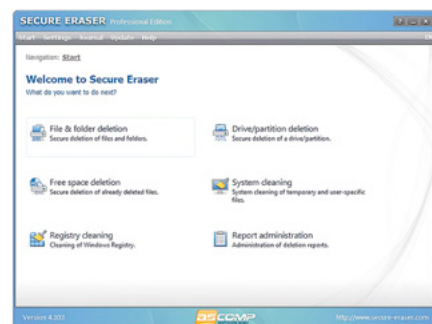 SECURE ERASER Professional Edition
Start Settings Journal Update Help
Navigation: Start
Welcome to Secure Eraser
What do you want to do next?
File & folder deletion
Secure deletion of files and folders.
Drive/partition deletion
Secure deletion of a drive/partition.
Free space deletion
Secure deletion of already deleted files.
System cleaning
System cleaning of temporary and user-specific
files.
Registry cleaning
Cleaning of Windows Registry.
Report administration
Administration of deletion reports.
ASCOMP
http://www.secure-eraser.com